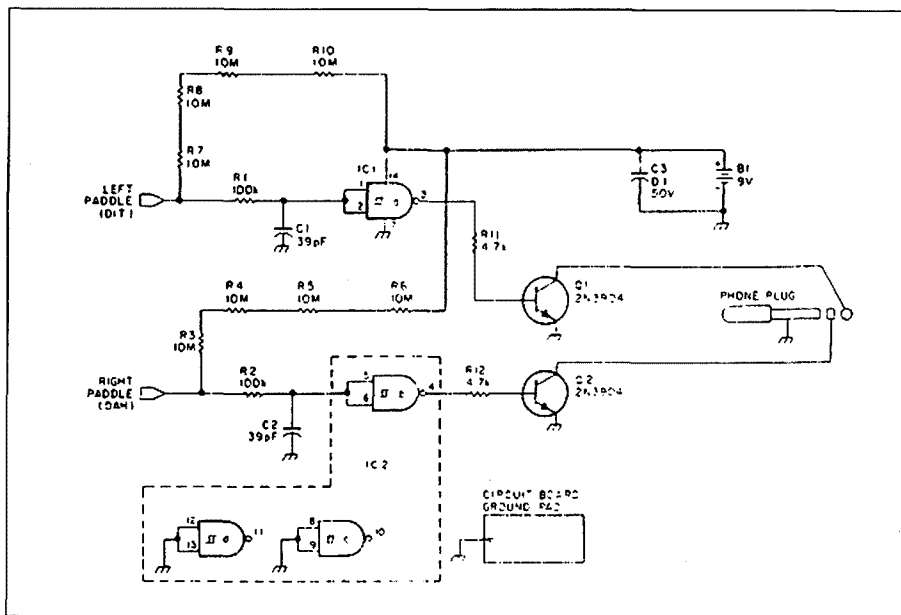 R9
10M
R10
10M
R8
10M
R7
10M
LEFT
PADDLE
(DIT)
R1
100k
C1
39pF
IC1
1
2
14
a
3
7
R11
4.7k
C3
0.1
50V
+
B1
9V
-
Q1
2N3904
PHONE PLUG
R4
10M
R5
10M
R6
10M
R3
10M
RIGHT
PADDLE
(DAH)
R2
100k
C2
39pF
5
6
4
R12
4.7k
Q2
2N3904
IC2
12
13
11
8
9
10
CIRCUIT BOARD
GROUND PAD